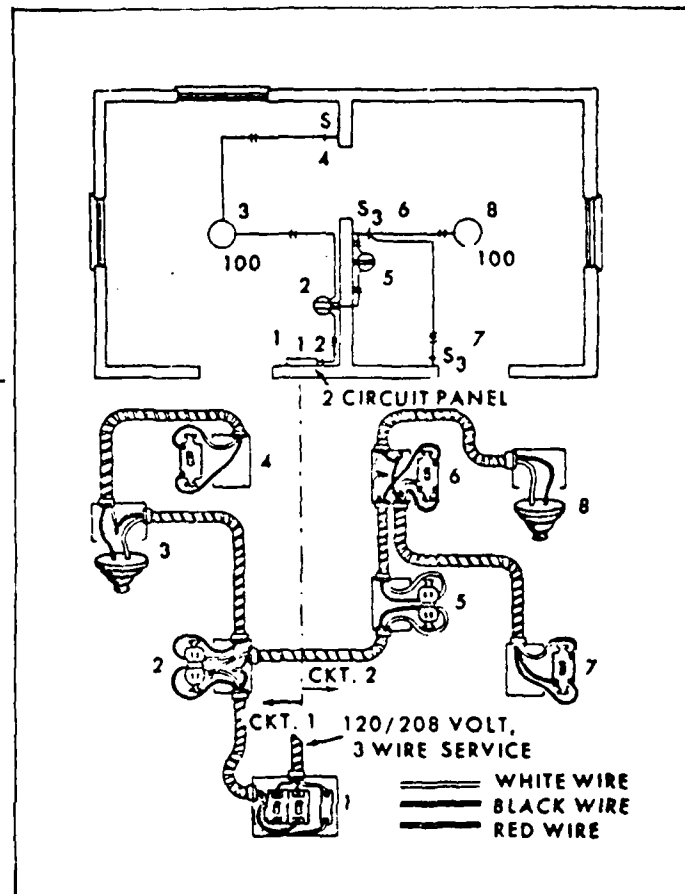 S
4
3
100
S3 6 8
100
5
2
1 1 2
7
S3
2 CIRCUIT PANEL
4
3
6
8
5
2
7
CKT. 2
CKT. 1
120/208 VOLT,
3 WIRE SERVICE
1
WHITE WIRE
BLACK WIRE
RED WIRE